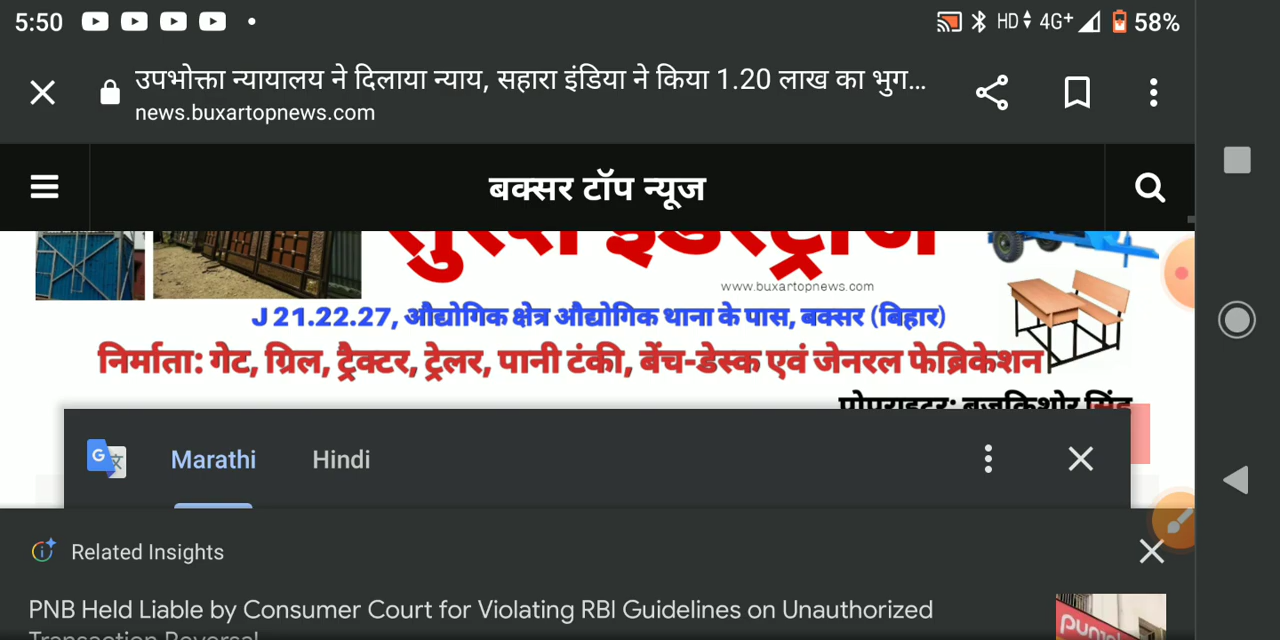 5:50
HD 4G+ 58%
उपभोक्ता न्यायालय ने दिलाया न्याय, सहारा इंडिया ने किया 1.20 लाख का भुग...
news.buxartopnews.com
बक्सर टॉप न्यूज
www.buxartopnews.com
J 21.22.27, औद्योगिक क्षेत्र औद्योगिक थाना के पास, बक्सर (बिहार)
निर्माता: गेट, ग्रिल, ट्रैक्टर, ट्रेलर, पानी टंकी, बेंच-डेस्क एवं जेनरल फेब्रिकेशन
Marathi Hindi
Related Insights
PNB Held Liable by Consumer Court for Violating RBI Guidelines on Unauthorized
Transaction Reversal